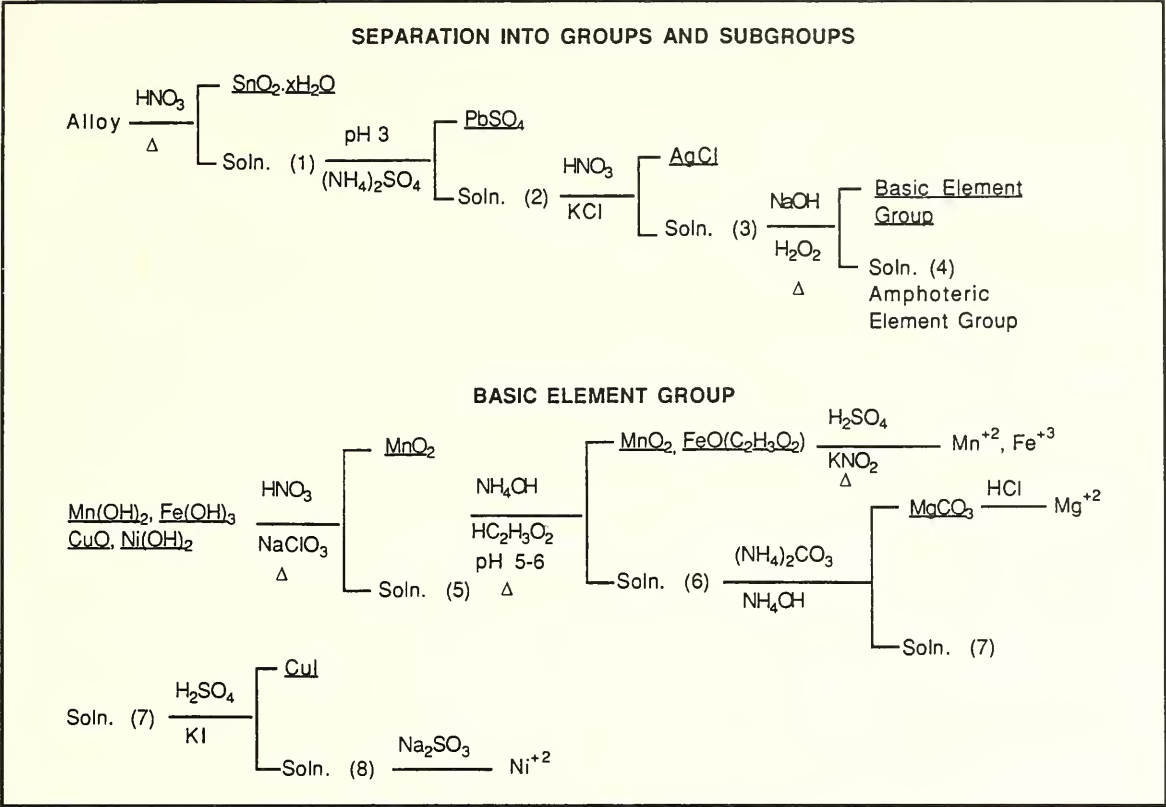 SEPARATION INTO GROUPS AND SUBGROUPS
Alloy
HNO₃
Δ
SnO₂.xH₂O
Soln. (1)
pH 3
(NH₄)₂SO₄
PbSO₄
Soln. (2)
HNO₃
KCl
AgCl
Soln. (3)
NaOH
H₂O₂
Δ
Basic Element
Group
Soln. (4)
Amphoteric
Element Group
BASIC ELEMENT GROUP
Mn(OH)₂, Fe(OH)₃
CuO, Ni(OH)₂
HNO₃
NaClO₃
Δ
MnO₂
Soln. (5)
NH₄OH
HC₂H₃O₂
pH 5-6
Δ
MnO₂, FeO(C₂H₃O₂)
H₂SO₄
KNO₂
Δ
Mn⁺², Fe⁺³
Soln. (6)
(NH₄)₂CO₃
NH₄OH
MgCO₃
HCl
Mg⁺²
Soln. (7)
Soln. (7)
H₂SO₄
KI
CuI
Soln. (8)
Na₂SO₃
Ni⁺²